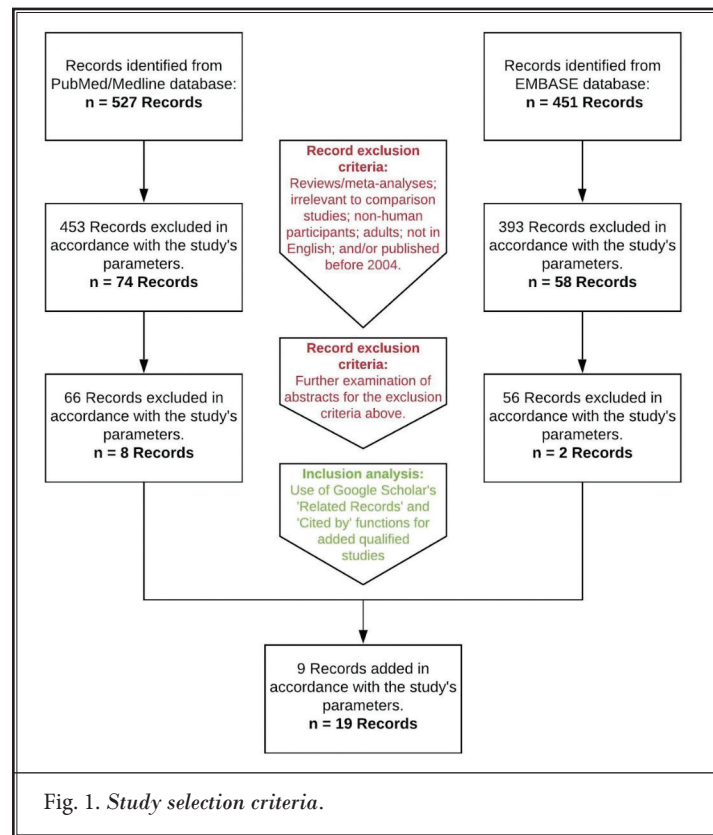 Records identified from
PubMed/Medline database:
n = 527 Records
Records identified from
EMBASE database:
n = 451 Records
Record exclusion
criteria:
Reviews/meta-analyses;
irrelevant to comparison
studies; non-human
participants; adults; not in
English; and/or published
before 2004.
453 Records excluded in
accordance with the study's
parameters.
n = 74 Records
393 Records excluded in
accordance with the study's
parameters.
n = 58 Records
Record exclusion
criteria:
Further examination of
abstracts for the exclusion
criteria above.
66 Records excluded in
accordance with the study's
parameters.
n = 8 Records
56 Records excluded in
accordance with the study's
parameters.
n = 2 Records
Inclusion analysis:
Use of Google Scholar's
'Related Records' and
'Cited by' functions for
added qualified
studies
9 Records added in
accordance with the study's
parameters.
n = 19 Records
Fig. 1. Study selection criteria.